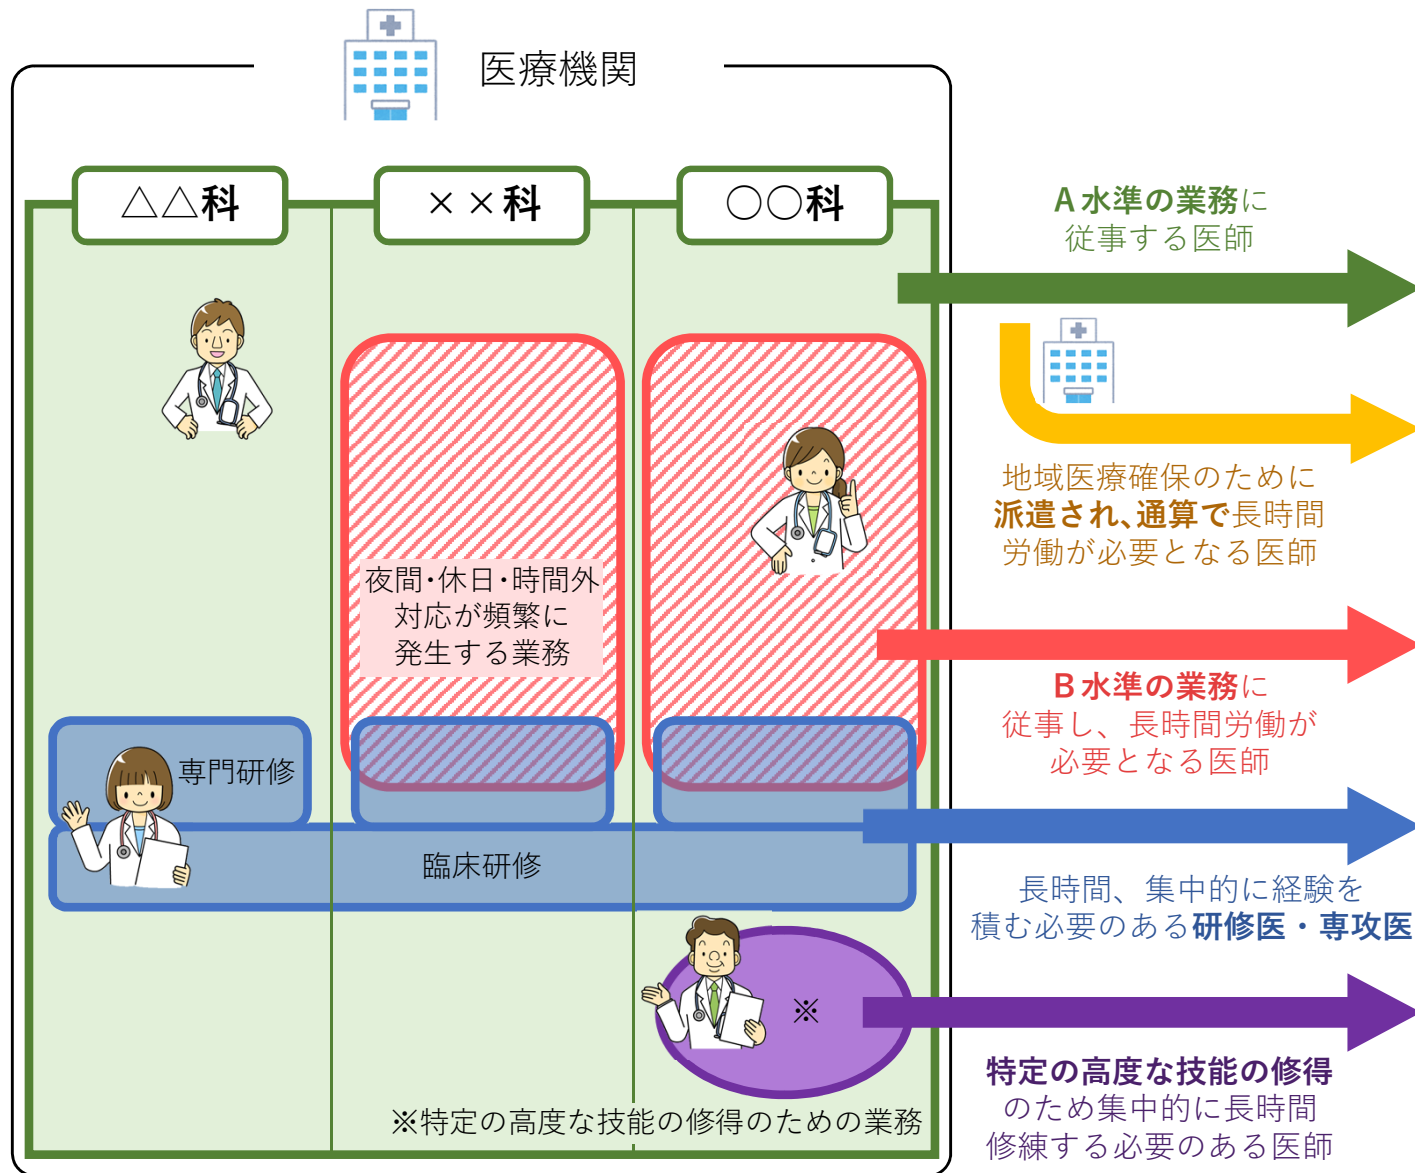 医療機関
△△科
××科
○○科
A水準の業務に
従事する医師
地域医療確保のために
派遣され、通算で長時間
労働が必要となる医師
夜間・休日・時間外
対応が頻繁に
発生する業務
B水準の業務に
従事し、長時間労働が
必要となる医師
専門研修
臨床研修
長時間、集中的に経験を
積む必要のある研修医・専攻医
※
※特定の高度な技能の修得のための業務
特定の高度な技能の修得
のため集中的に長時間
修練する必要のある医師